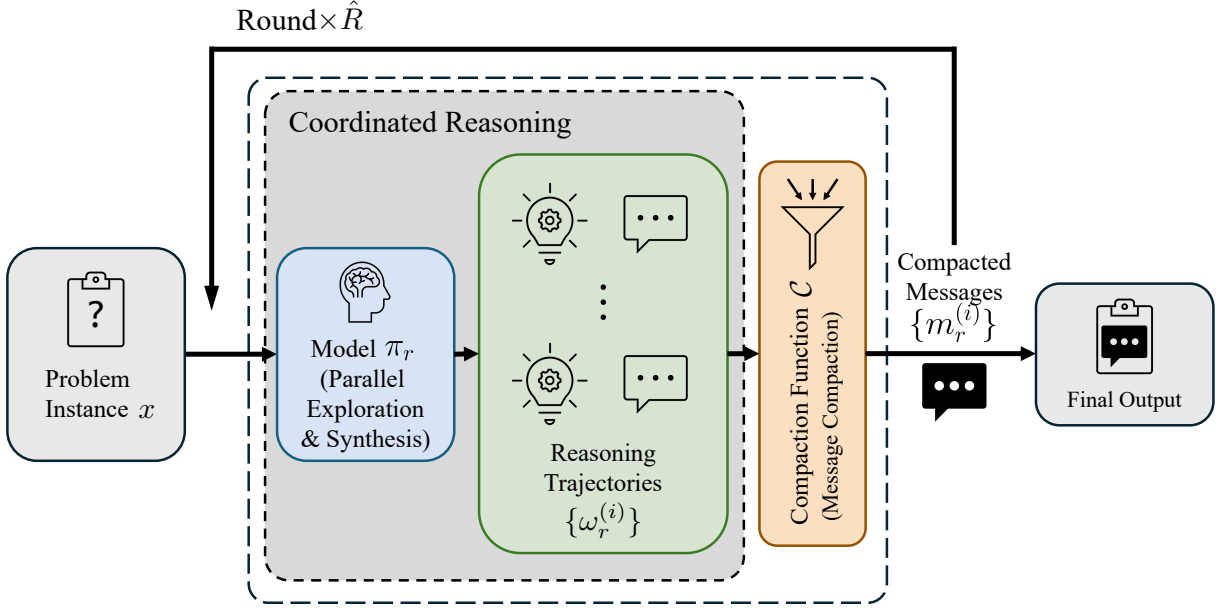 Round× R̂
Coordinated Reasoning
?
Problem
Instance x
Model π_r
(Parallel
Exploration
& Synthesis)
Reasoning
Trajectories
{ω_r^{(i)}}
Compaction Function 𝒞
(Message Compaction)
Compacted
Messages
{m_r^{(i)}}
Final Output